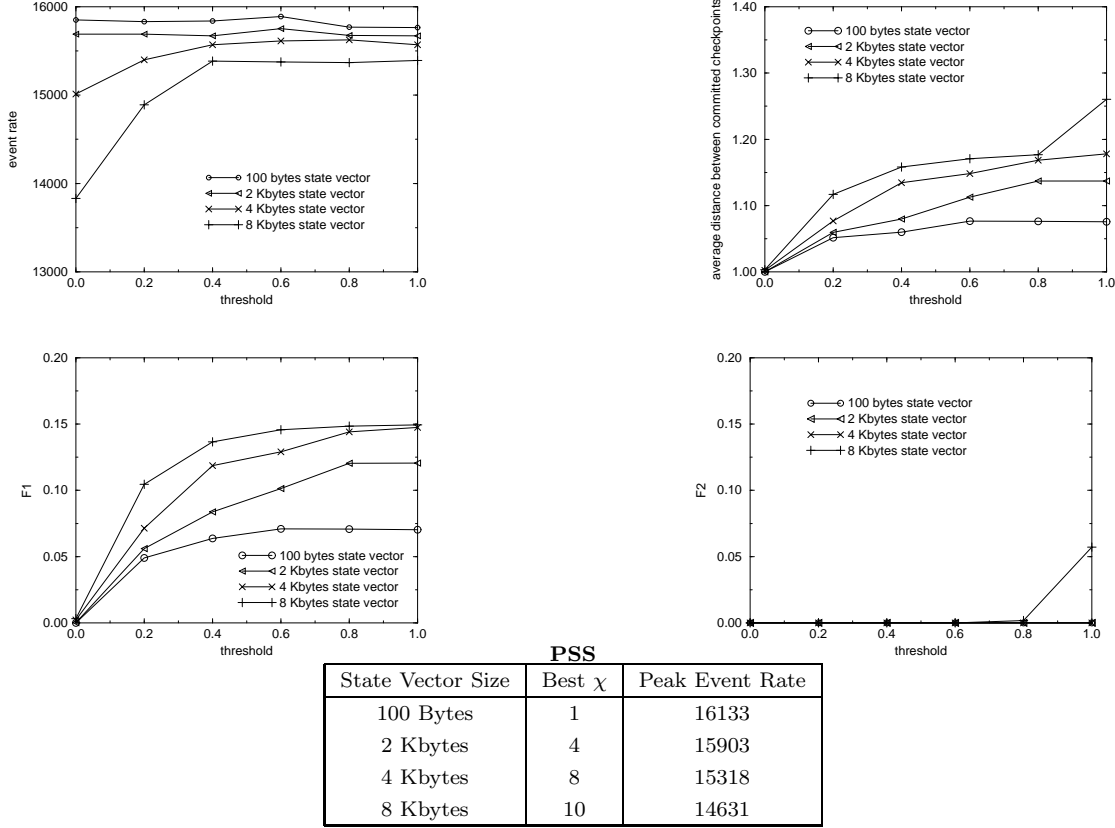 16000
15000
14000
13000
event rate
0.0 0.2 0.4 0.6 0.8 1.0
threshold
100 bytes state vector
2 Kbytes state vector
4 Kbytes state vector
8 Kbytes state vector
1.40
1.30
1.20
1.10
1.00
average distance between committed checkpoints
0.0 0.2 0.4 0.6 0.8 1.0
threshold
100 bytes state vector
2 Kbytes state vector
4 Kbytes state vector
8 Kbytes state vector
0.20
0.15
0.10
0.05
0.00
F1
0.0 0.2 0.4 0.6 0.8 1.0
threshold
100 bytes state vector
2 Kbytes state vector
4 Kbytes state vector
8 Kbytes state vector
0.20
0.15
0.10
0.05
0.00
F2
0.0 0.2 0.4 0.6 0.8 1.0
threshold
100 bytes state vector
2 Kbytes state vector
4 Kbytes state vector
8 Kbytes state vector
PSS
State Vector Size Best χ Peak Event Rate
100 Bytes 1 16133
2 Kbytes 4 15903
4 Kbytes 8 15318
8 Kbytes 10 14631